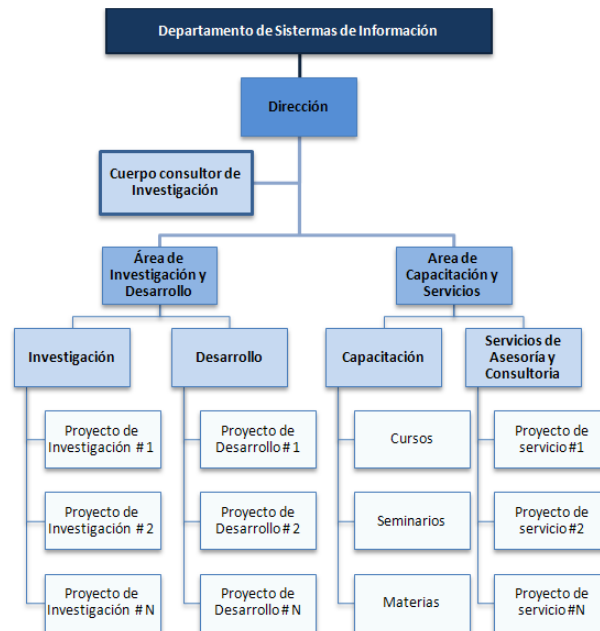 Departamento de Sistermas de Información
Dirección
Cuerpo consultor de
Investigación
Área de
Investigación y
Desarrollo
Area de
Capacitación y
Servicios
Investigación
Desarrollo
Capacitación
Servicios de
Asesoría y
Consultoria
Proyecto de
Investigación # 1
Proyecto de
Desarrollo # 1
Cursos
Proyecto de
servicio #1
Proyecto de
Investigación # 2
Proyecto de
Desarrollo # 2
Seminarios
Proyecto de
servicio #2
Proyecto de
Investigación # N
Proyecto de
Desarrollo # N
Materias
Proyecto de
servicio #N